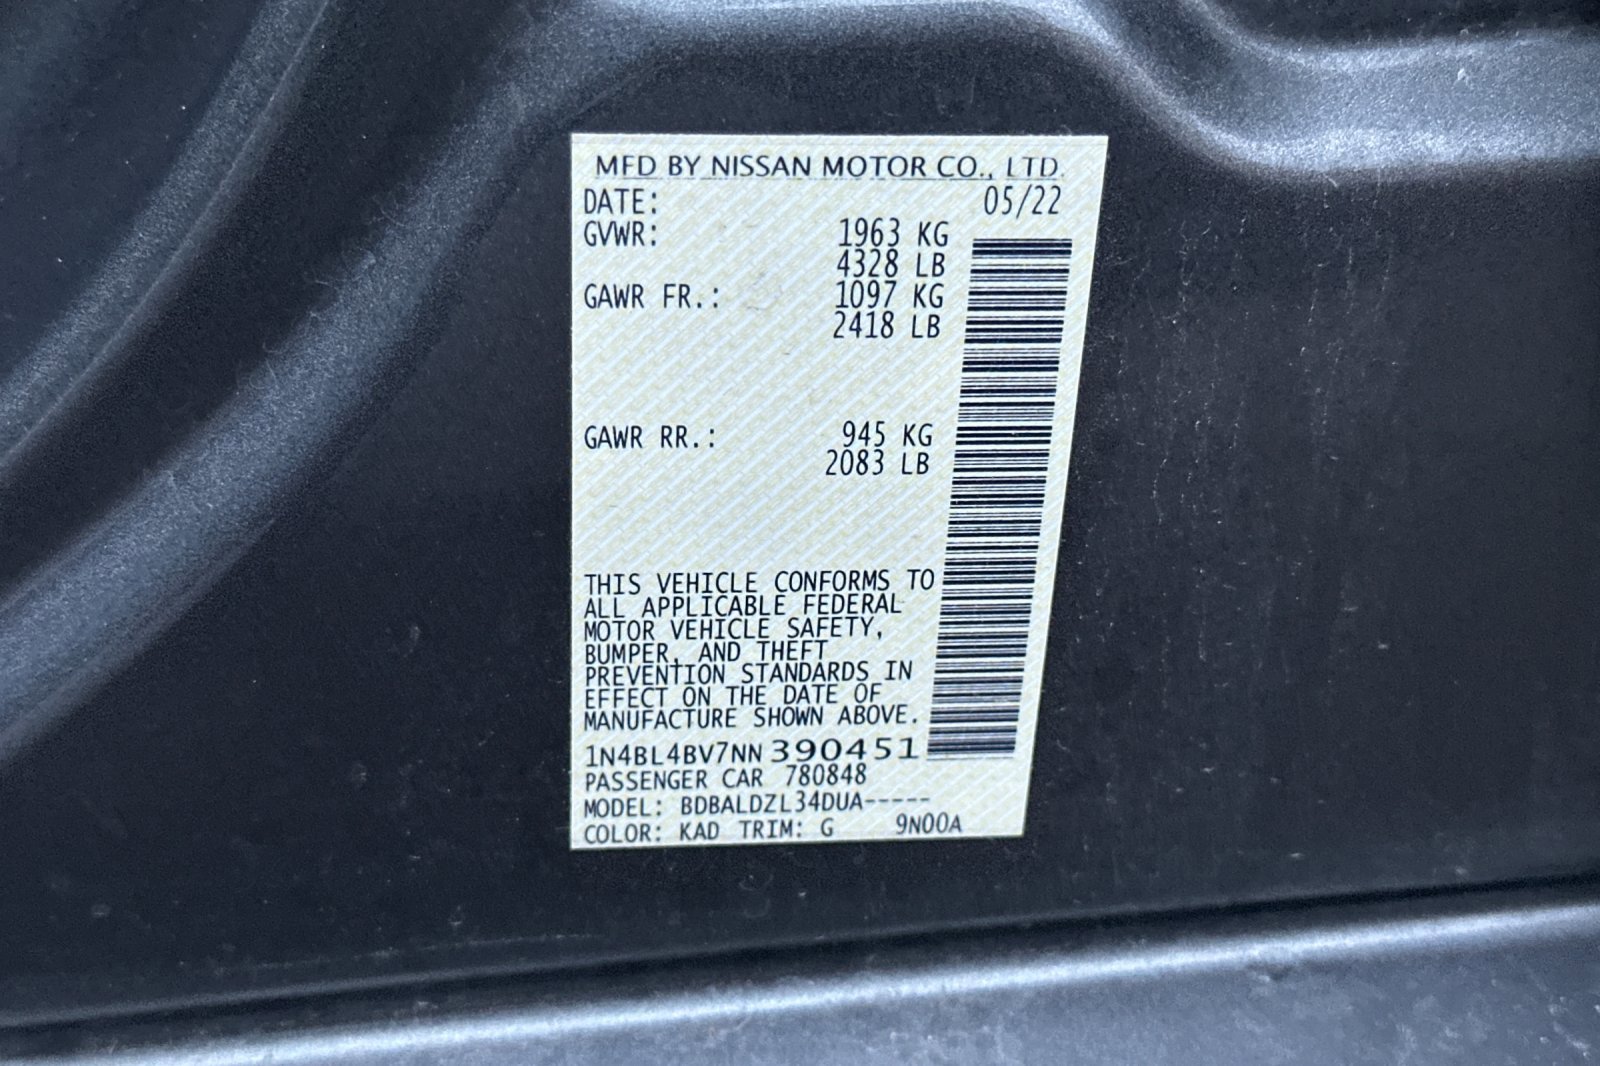 MFD BY NISSAN MOTOR CO., LTD.
DATE: 05/22
GVWR: 1963 KG
4328 LB
GAWR FR.: 1097 KG
2418 LB
GAWR RR.: 945 KG
2083 LB
THIS VEHICLE CONFORMS TO
ALL APPLICABLE FEDERAL
MOTOR VEHICLE SAFETY,
BUMPER, AND THEFT
PREVENTION STANDARDS IN
EFFECT ON THE DATE OF
MANUFACTURE SHOWN ABOVE.
1N4BL4BV7NN390451
PASSENGER CAR 780848
MODEL: BDBALDZL34DUA-----
COLOR: KAD TRIM: G 9N00A